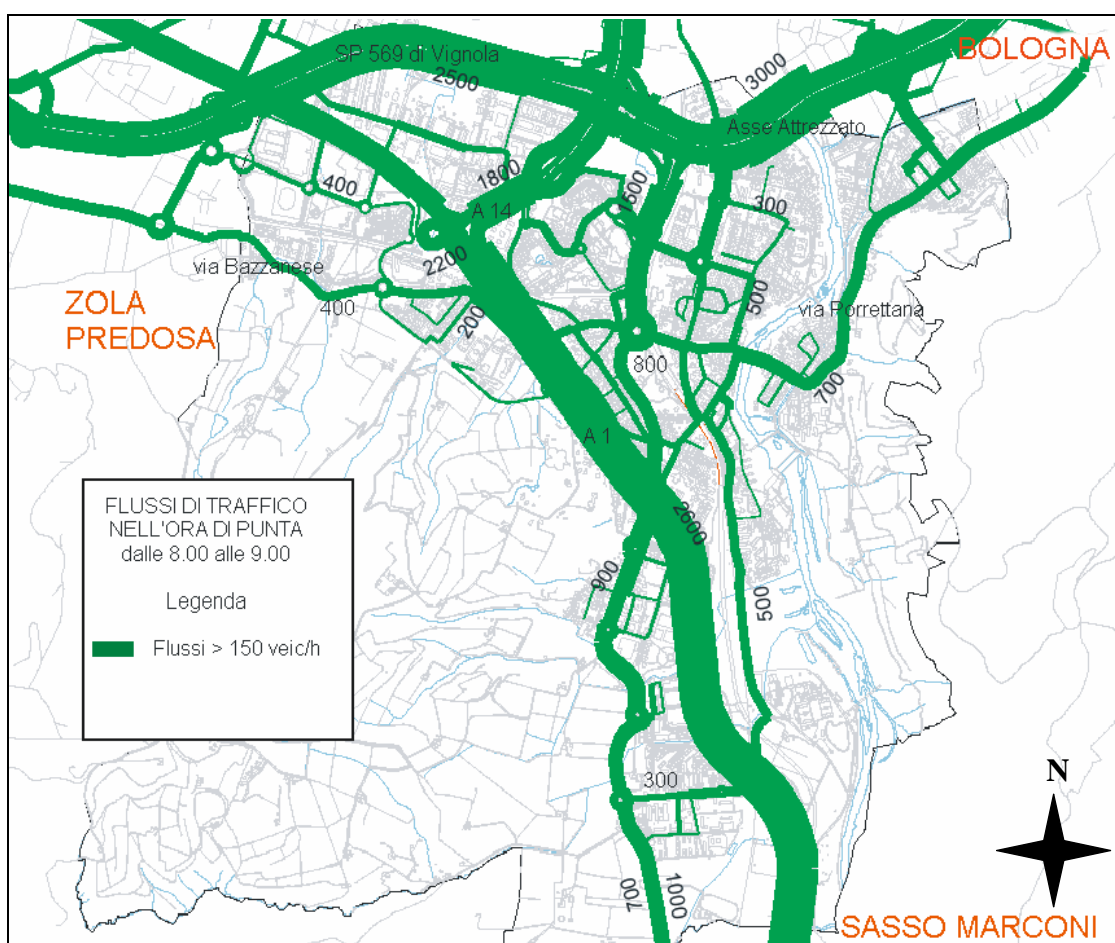 SP 569 di Vignola
2500
3000
BOLOGNA
Asse Attrezzato
1800
400
1500
300
A 14
2200
via Bazzanese
400
200
ZOLA
PREDOSA
500
via Porrettana
800
700
A 1
2600
FLUSSI DI TRAFFICO
NELL'ORA DI PUNTA
dalle 8.00 alle 9.00
Legenda
Flussi > 150 veic/h
900
500
300
N
700
1000
SASSO MARCONI